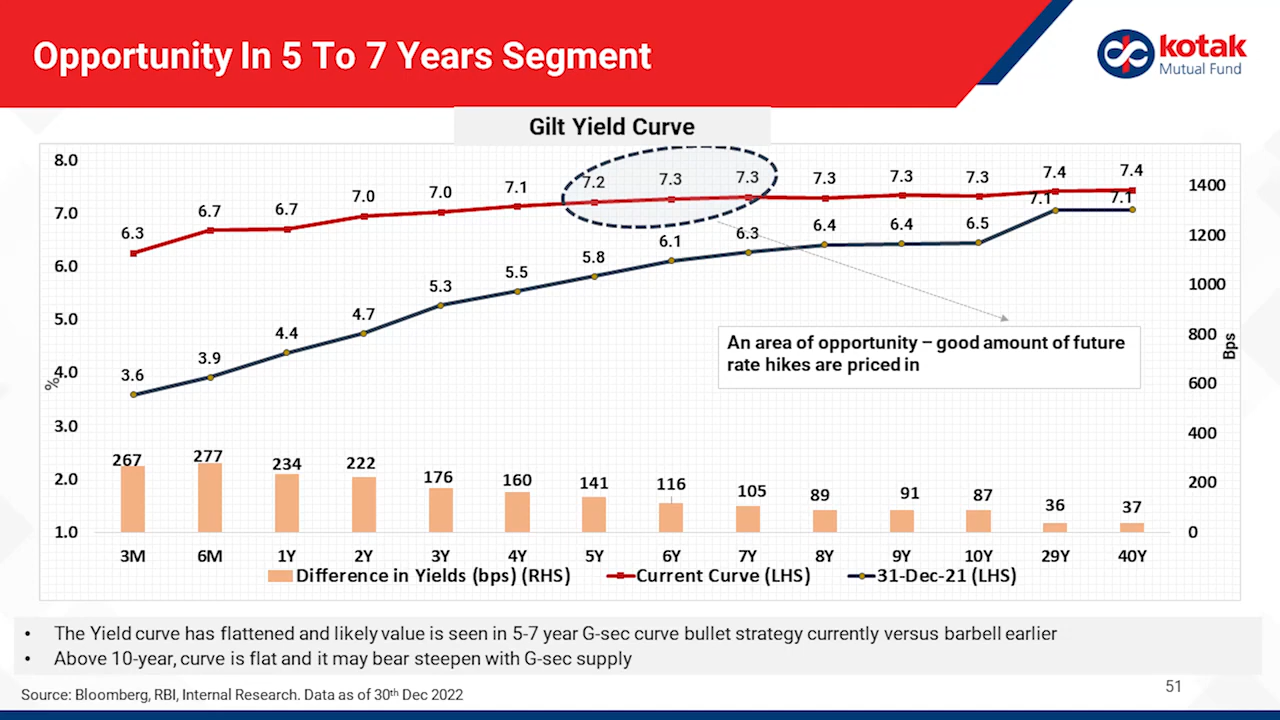 Opportunity In 5 To 7 Years Segment
kotak
Mutual Fund
Gilt Yield Curve
8.0
7.0
6.0
5.0
4.0
3.0
2.0
1.0
%
6.3 6.7 6.7 7.0 7.0 7.1 7.2 7.3 7.3 7.3 7.3 7.3 7.4 7.4
3.6 3.9 4.4 4.7 5.3 5.5 5.8 6.1 6.3 6.4 6.4 6.5 7.1 7.1
An area of opportunity – good amount of future
rate hikes are priced in
267 277 234 222 176 160 141 116 105 89 91 87 36 37
1400
1200
1000
800
600
400
200
0
Bps
3M 6M 1Y 2Y 3Y 4Y 5Y 6Y 7Y 8Y 9Y 10Y 29Y 40Y
Difference in Yields (bps) (RHS) Current Curve (LHS) 31-Dec-21 (LHS)
• The Yield curve has flattened and likely value is seen in 5-7 year G-sec curve bullet strategy currently versus barbell earlier
• Above 10-year, curve is flat and it may bear steepen with G-sec supply
Source: Bloomberg, RBI, Internal Research. Data as of 30th Dec 2022
51